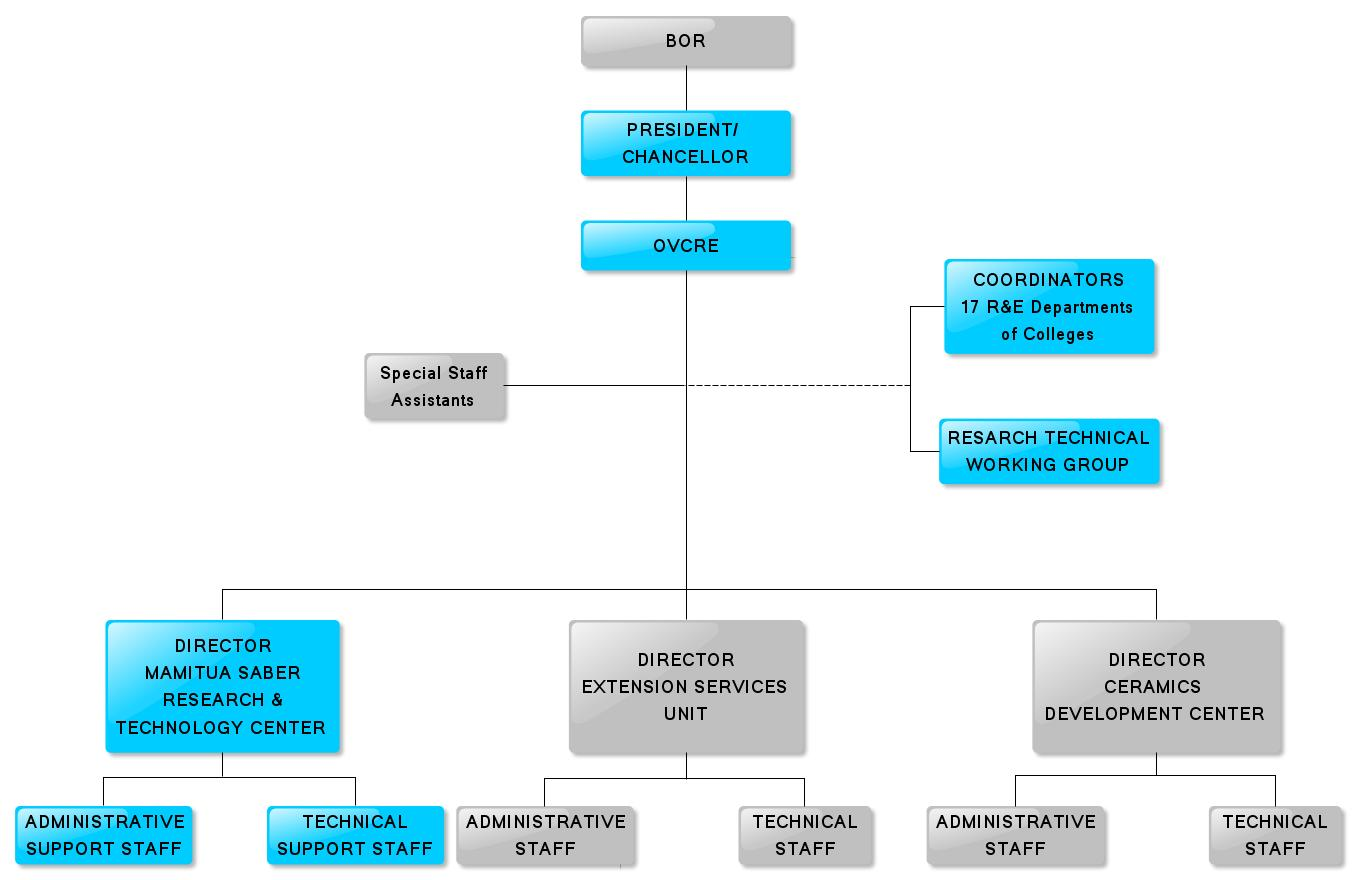 BOR
PRESIDENT/
CHANCELLOR
OVCRE
COORDINATORS
17 R&E Departments
of Colleges
Special Staff
Assistants
RESARCH TECHNICAL
WORKING GROUP
DIRECTOR
MAMITUA SABER
RESEARCH &
TECHNOLOGY CENTER
DIRECTOR
EXTENSION SERVICES
UNIT
DIRECTOR
CERAMICS
DEVELOPMENT CENTER
ADMINISTRATIVE
SUPPORT STAFF
TECHNICAL
SUPPORT STAFF
ADMINISTRATIVE
STAFF
TECHNICAL
STAFF
ADMINISTRATIVE
STAFF
TECHNICAL
STAFF